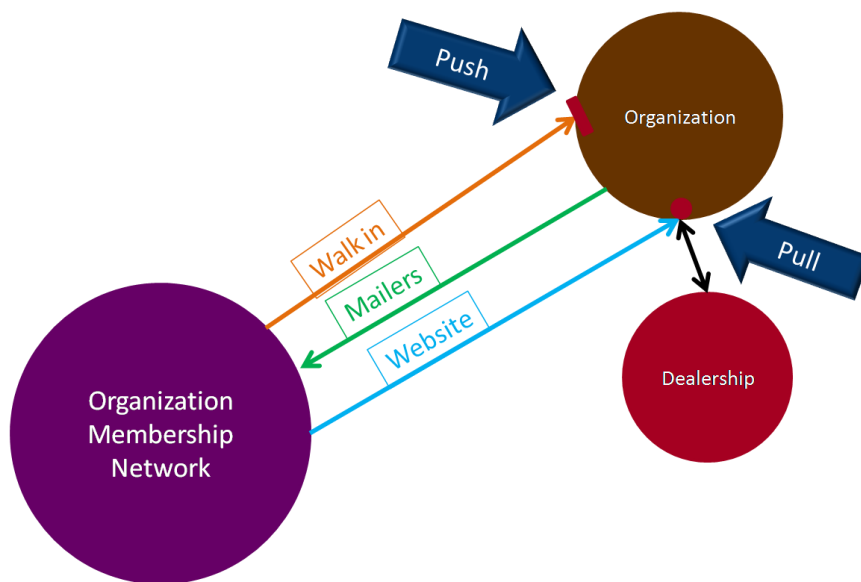 Push
Organization
Walk in
Mailers
Website
Pull
Dealership
Organization
Membership
Network